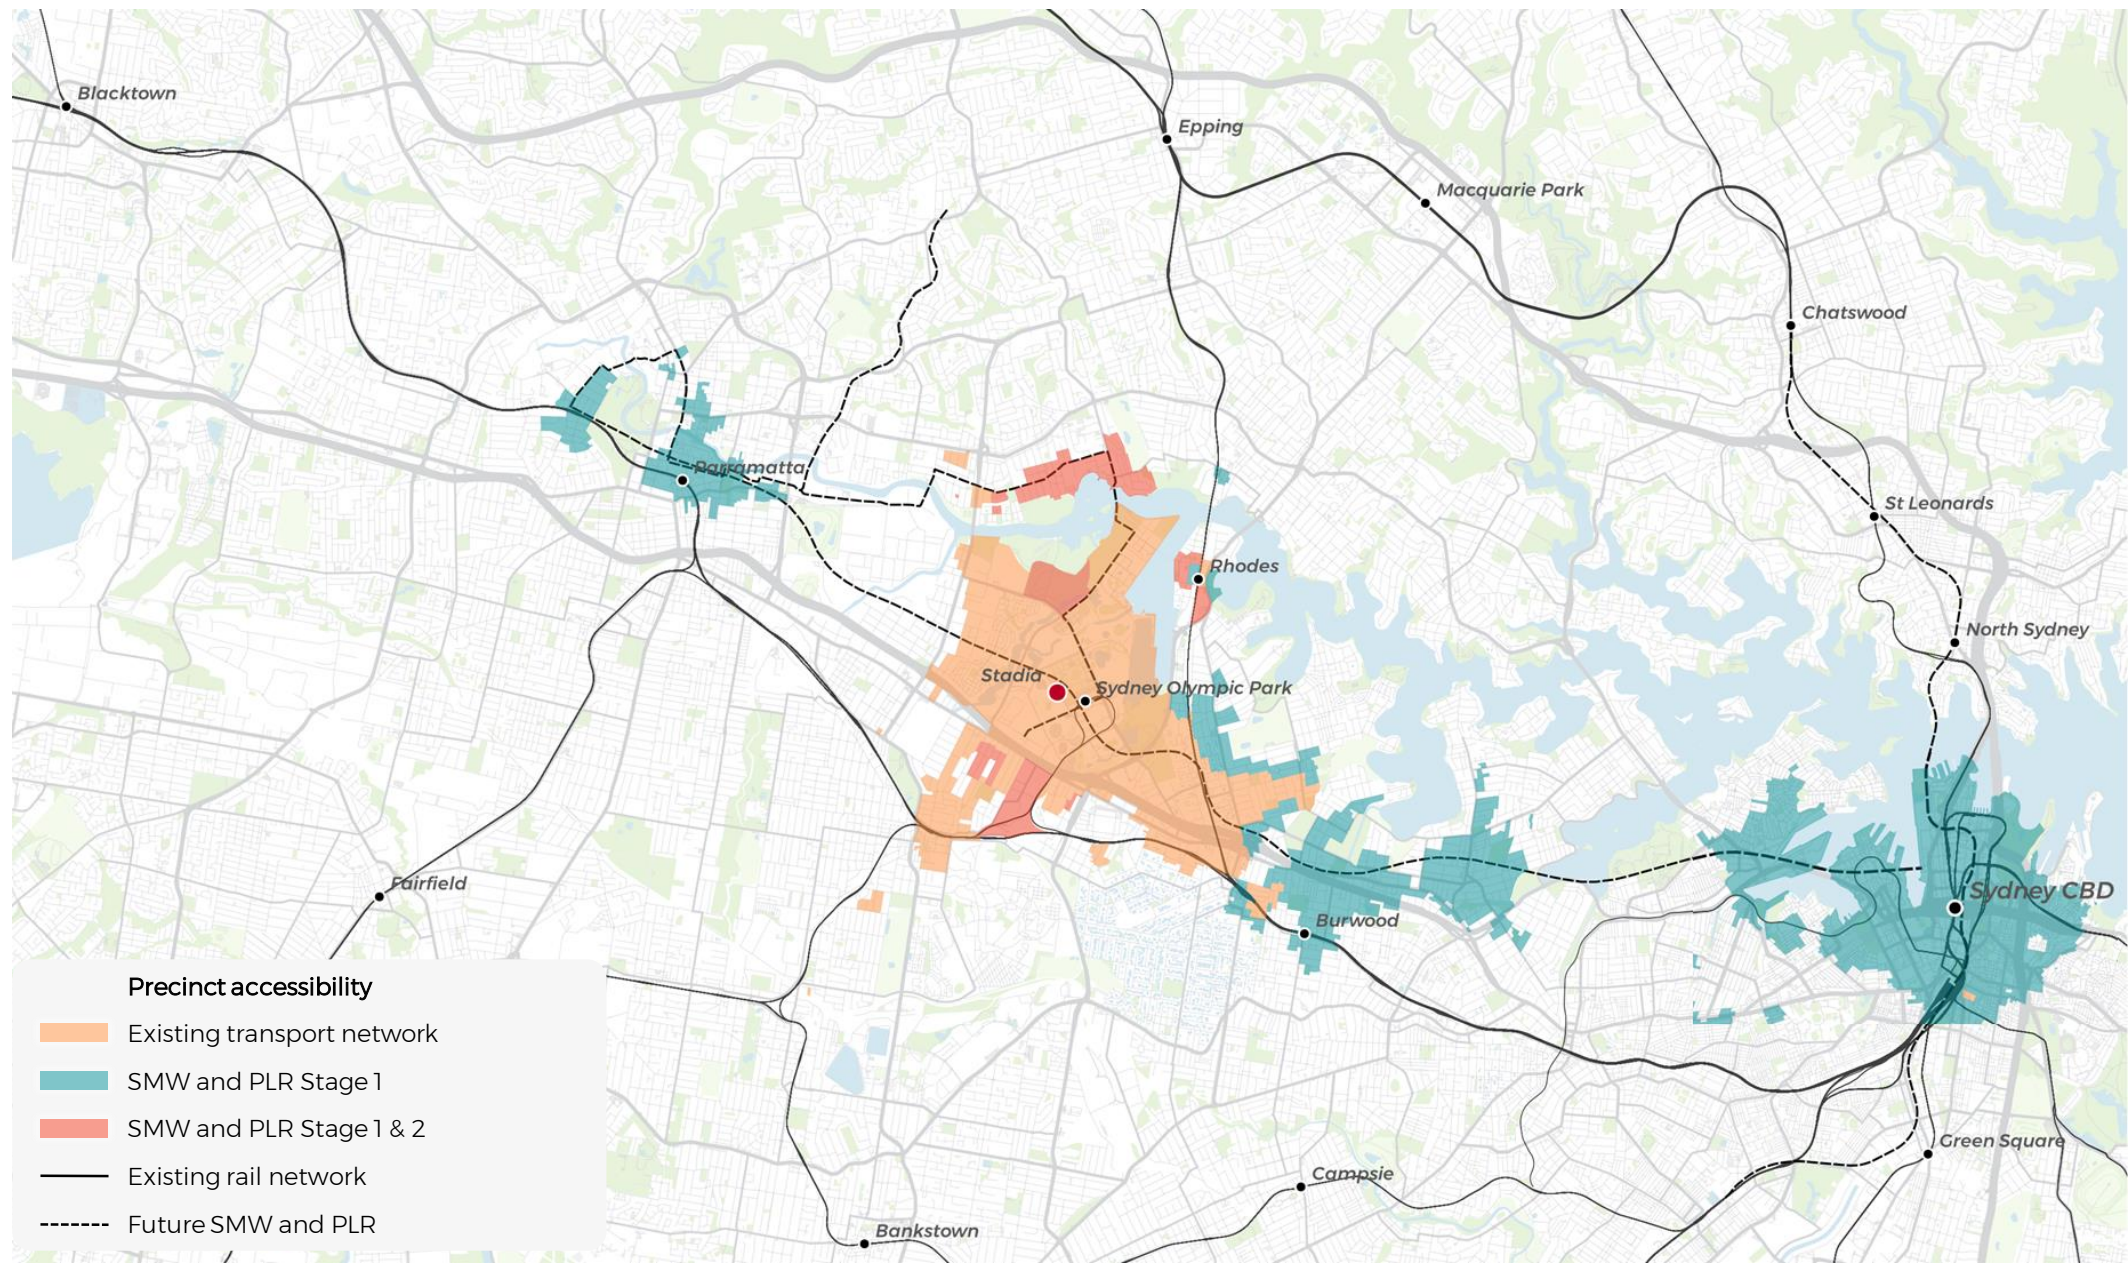 Blacktown
Epping
Macquarie Park
Chatswood
Parramatta
St Leonards
Rhodes
North Sydney
Stadia
Sydney Olympic Park
Fairfield
Sydney CBD
Burwood
Precinct accessibility
Existing transport network
SMW and PLR Stage 1
SMW and PLR Stage 1 & 2
Existing rail network
Future SMW and PLR
Green Square
Campsie
Bankstown